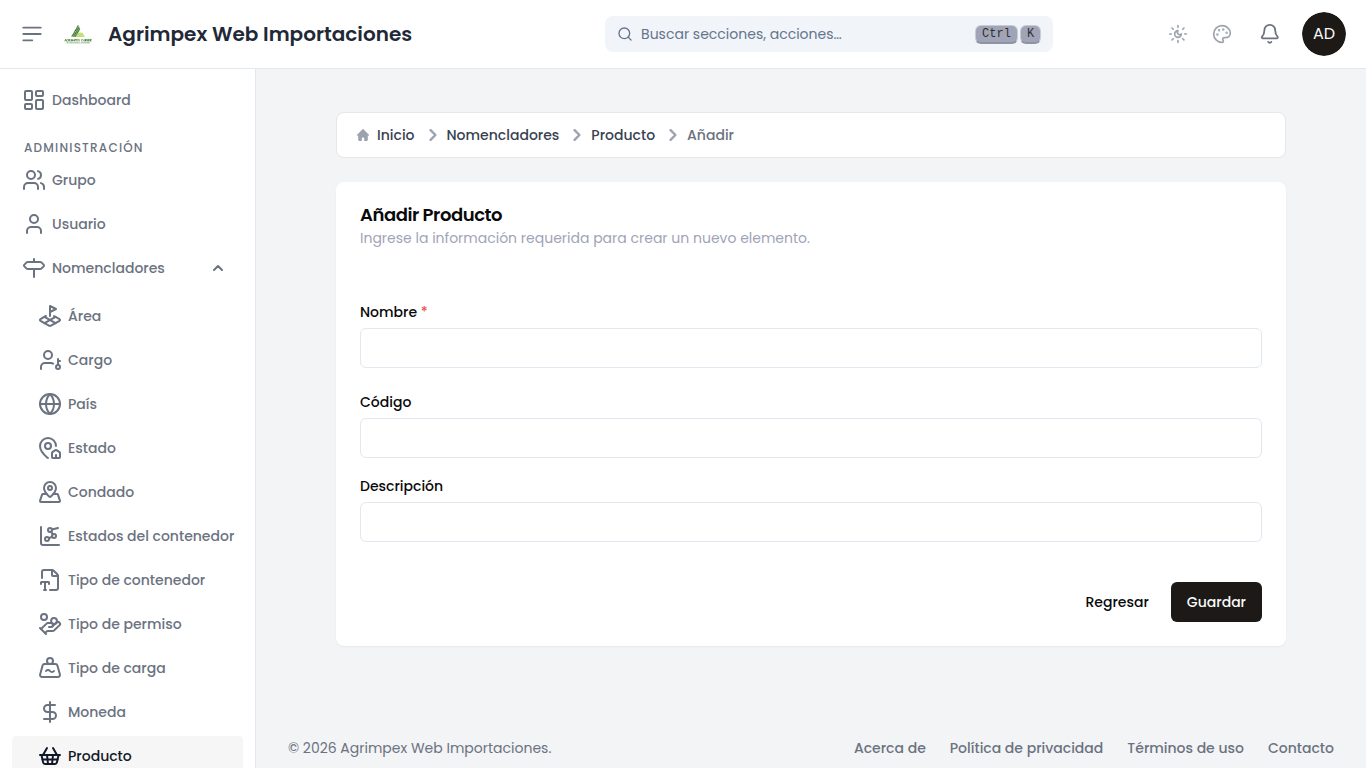 Agrimpex Web Importaciones
Buscar secciones, acciones...
Ctrl K
AD
Dashboard
ADMINISTRACIÓN
Grupo
Usuario
Nomencladores
Área
Cargo
País
Estado
Condado
Estados del contenedor
Tipo de contenedor
Tipo de permiso
Tipo de carga
Moneda
Producto
Inicio Nomencladores Producto Añadir
Añadir Producto
Ingrese la información requerida para crear un nuevo elemento.
Nombre *
Código
Descripción
Regresar Guardar
© 2026 Agrimpex Web Importaciones.
Acerca de Política de privacidad Términos de uso Contacto